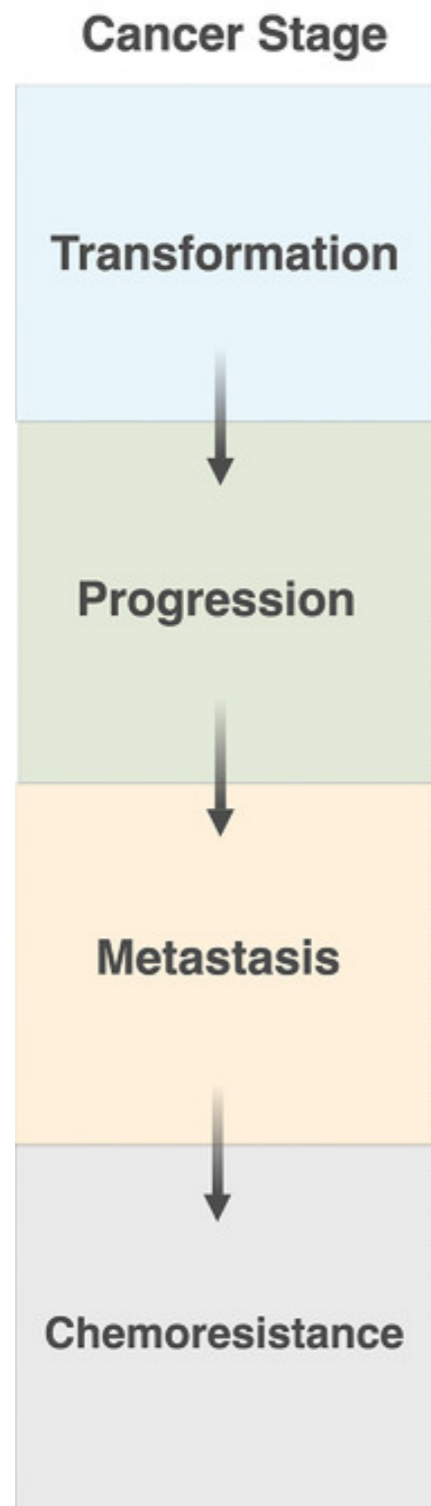 Cancer Stage
Transformation
Progression
Metastasis
Chemoresistance